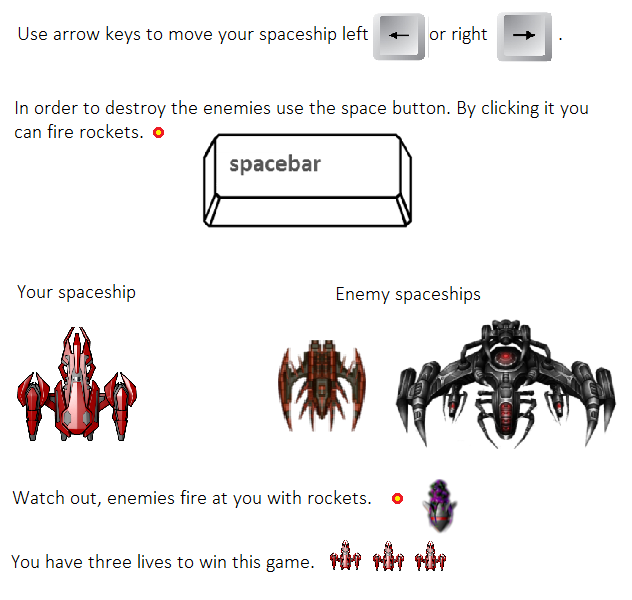 Use arrow keys to move your spaceship left ← or right → .
In order to destroy the enemies use the space button. By clicking it you
can fire rockets.
spacebar
Your spaceship
Enemy spaceships
Watch out, enemies fire at you with rockets.
You have three lives to win this game.